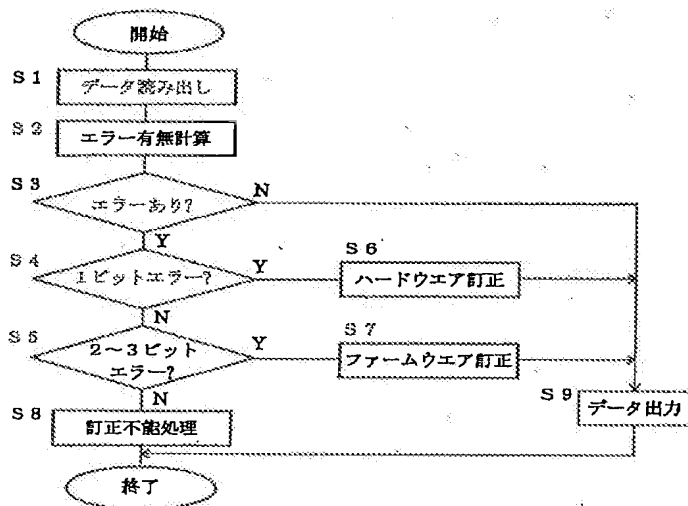 開始
S1
データ読み出し
S2
エラー有無計算
S3
エラーあり?
N
Y
S4
1ビットエラー?
Y
S6
ハードウエア訂正
N
S5
2〜3ビット
エラー?
Y
S7
ファームウエア訂正
N
S8
訂正不能処理
S9
データ出力
終了